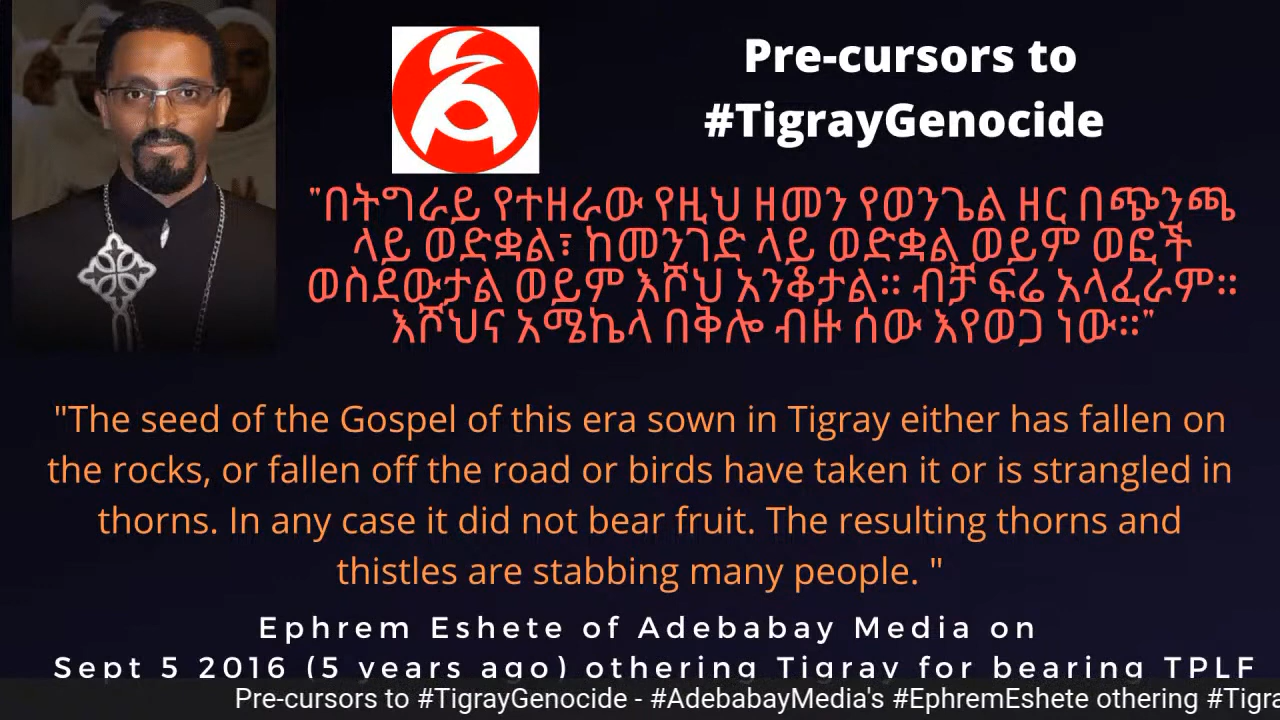 Pre-cursors to
#TigrayGenocide
"በትግራይ የተዘራው የዚህ ዘመን የወንጌል ዘር በጭንጫ
ላይ ወድቋል፣ ከመንገድ ላይ ወድቋል ወይም ወፎች
ወስደውታል ወይም እሾህ አንቆታል። ብቻ ፍሬ አላፈራም።
እሾህና አሜኬላ በቅሎ ብዙ ሰው እየወጋ ነው።"
"The seed of the Gospel of this era sown in Tigray either has fallen on
the rocks, or fallen off the road or birds have taken it or is strangled in
thorns. In any case it did not bear fruit. The resulting thorns and
thistles are stabbing many people. "
Ephrem Eshete of Adebabay Media on
Sept 5 2016 (5 years ago) othering Tigray for bearing TPLF
Pre-cursors to #TigrayGenocide - #AdebabayMedia's #EphremEshete othering #Tigra